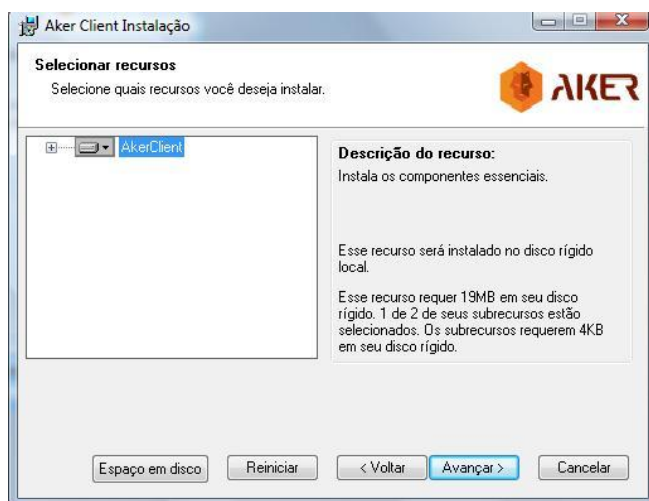 Aker Client Instalação
Selecionar recursos
Selecione quais recursos você deseja instalar.
AKER
AkerClient
Descrição do recurso:
Instala os componentes essenciais.
Esse recurso será instalado no disco rígido
local.
Esse recurso requer 19MB em seu disco
rígido. 1 de 2 de seus subrecursos estão
selecionados. Os subrecursos requerem 4KB
em seu disco rígido.
Espaço em disco
Reiniciar
< Voltar
Avançar >
Cancelar